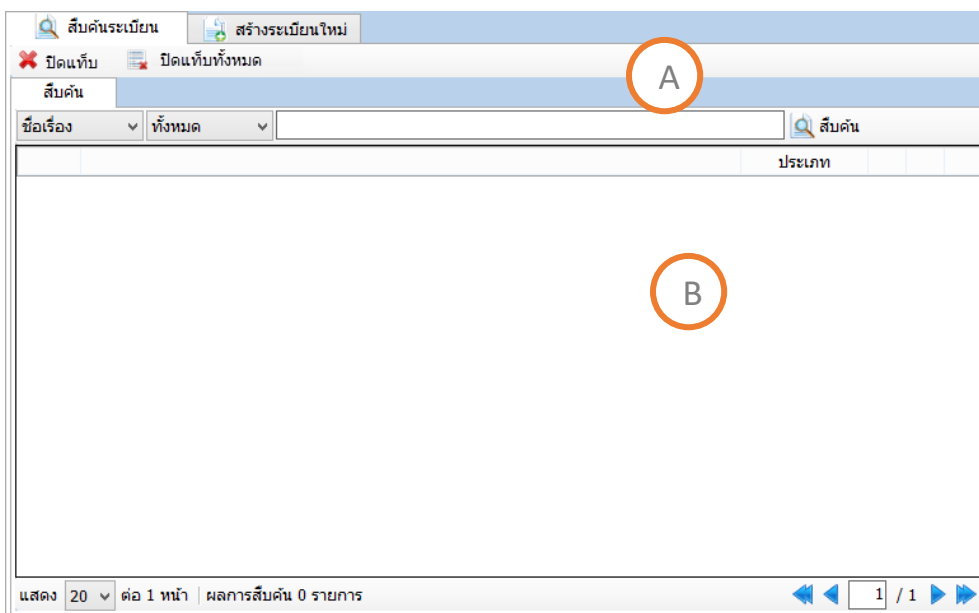 สืบค้นระเบียน สร้างระเบียนใหม่
ปิดแท็บ ปิดแท็บทั้งหมด
A
สืบค้น
ชื่อเรื่อง ทั้งหมด สืบค้น
ประเภท
B
แสดง 20 ต่อ 1 หน้า | ผลการสืบค้น 0 รายการ 1 / 1